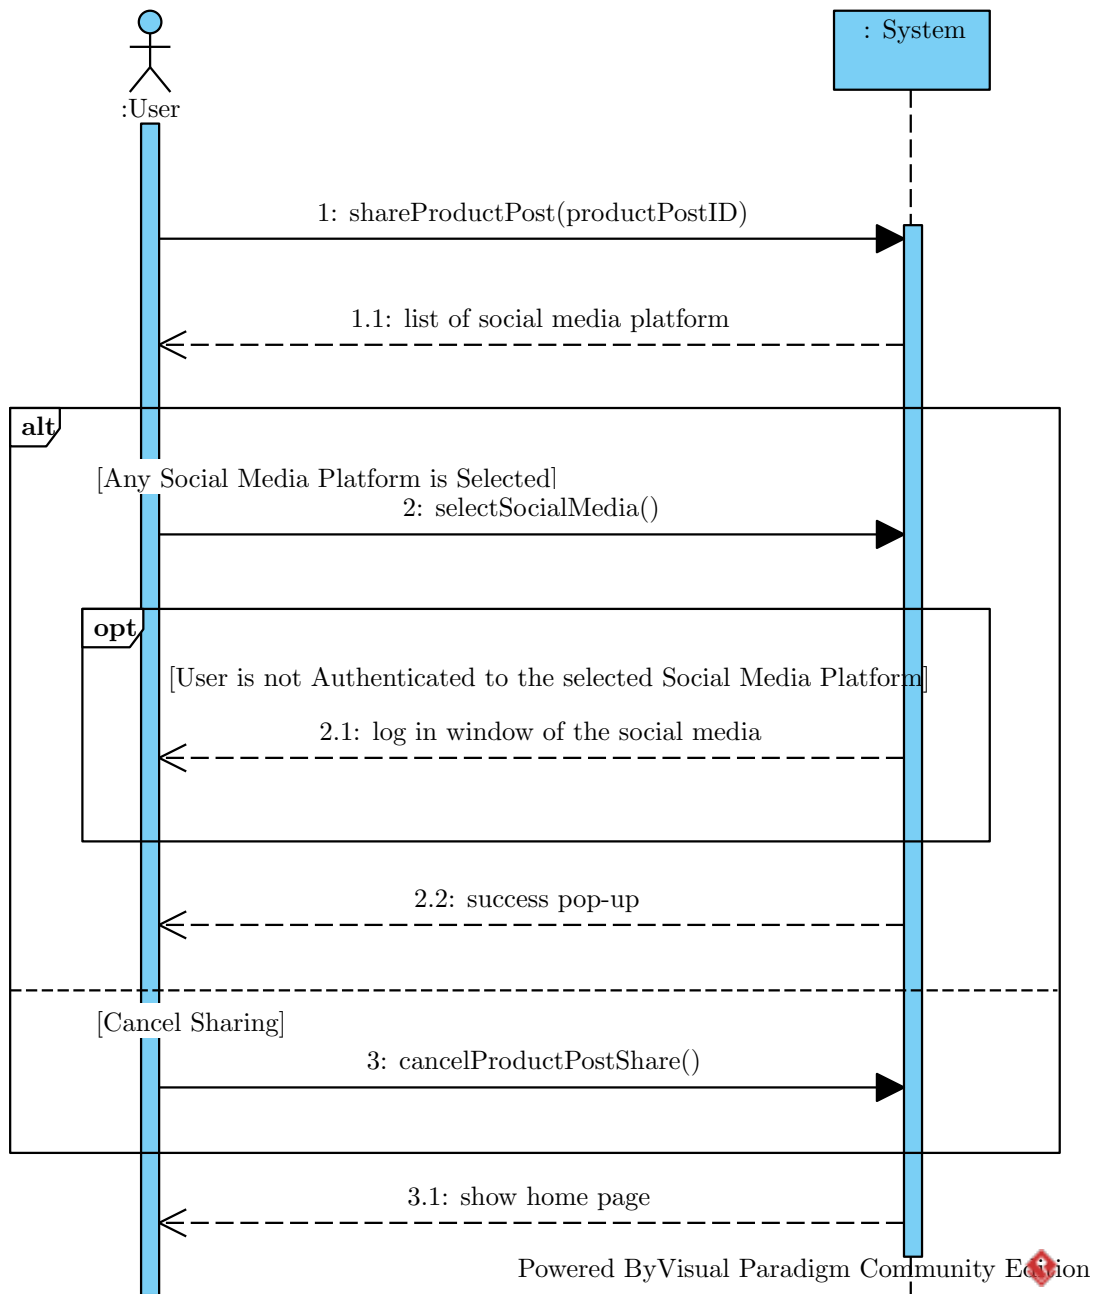 : System
:User
1: shareProductPost(productPostID)
1.1: list of social media platform
alt
[Any Social Media Platform is Selected]
2: selectSocialMedia()
opt
[User is not Authenticated to the selected Social Media Platform]
2.1: log in window of the social media
2.2: success pop-up
[Cancel Sharing]
3: cancelProductPostShare()
3.1: show home page
Powered ByVisual Paradigm Community Edition